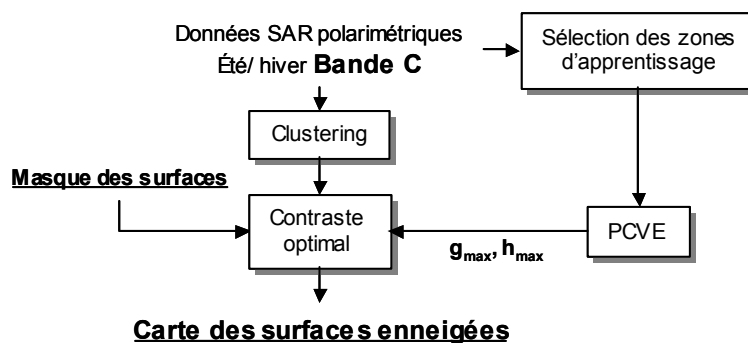 Données SAR polarimétriques
Été/ hiver Bande C
Sélection des zones
d'apprentissage
Clustering
Masque des surfaces
Contraste
optimal
PCVE
gmax, hmax
Carte des surfaces enneigées